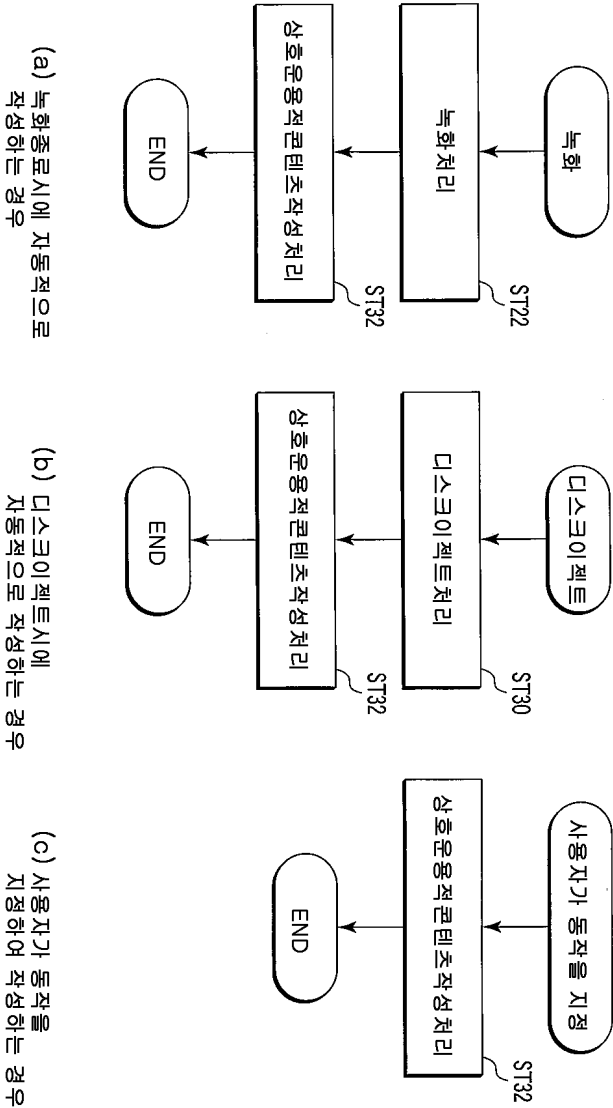 녹화
녹화처리
ST22
상호운용적콘텐츠작성처리
ST32
END
(a) 녹화종료시에 자동적으로
작성하는 경우
디스크이젝트
디스크이젝트처리
ST30
상호운용적콘텐츠작성처리
ST32
END
(b) 디스크이젝트시에
자동적으로 작성하는 경우
사용자가 동작을 지정
상호운용적콘텐츠작성처리
ST32
END
(c) 사용자가 동작을
지정하여 작성하는 경우